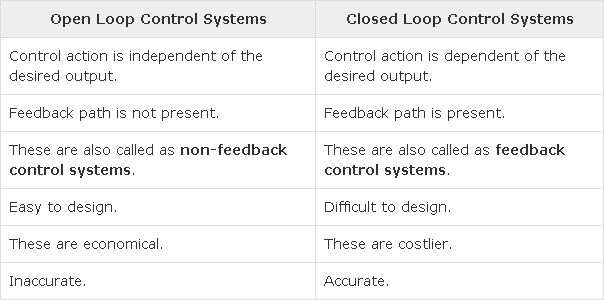 Open Loop Control Systems
Closed Loop Control Systems
Control action is independent of the
desired output.
Control action is dependent of the
desired output.
Feedback path is not present.
Feedback path is present.
These are also called as non-feedback
control systems.
These are also called as feedback
control systems.
Easy to design.
Difficult to design.
These are economical.
These are costlier.
Inaccurate.
Accurate.